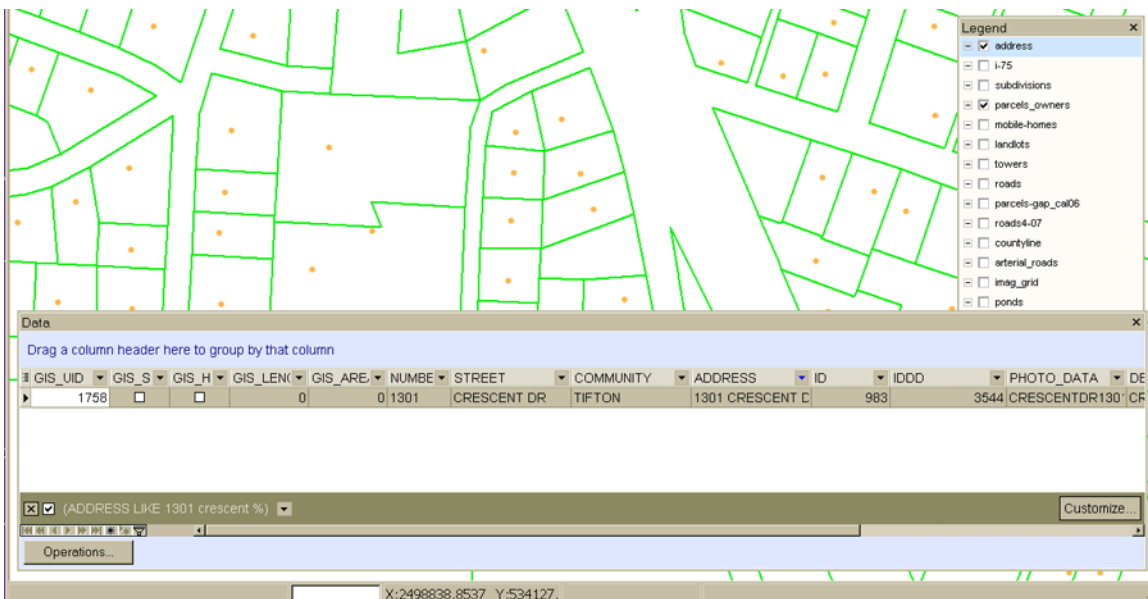 Legend
address
i-75
subdivisions
parcels_owners
mobile-homes
landlots
towers
roads
parcels-gap_cal06
roads4-07
countyline
arterial_roads
imag_grid
ponds
Data
Drag a column header here to group by that column
GIS_UID GIS_S GIS_H GIS_LEN( GIS_ARE NUMBE STREET COMMUNITY ADDRESS ID IDDD PHOTO_DATA DE
1758 0 0 1301 CRESCENT DR TIFTON 1301 CRESCENT D 983 3544 CRESCENTDR130 CR
(ADDRESS LIKE 1301 crescent %)
Customize...
Operations...
X:2498838.8537 Y:534127.